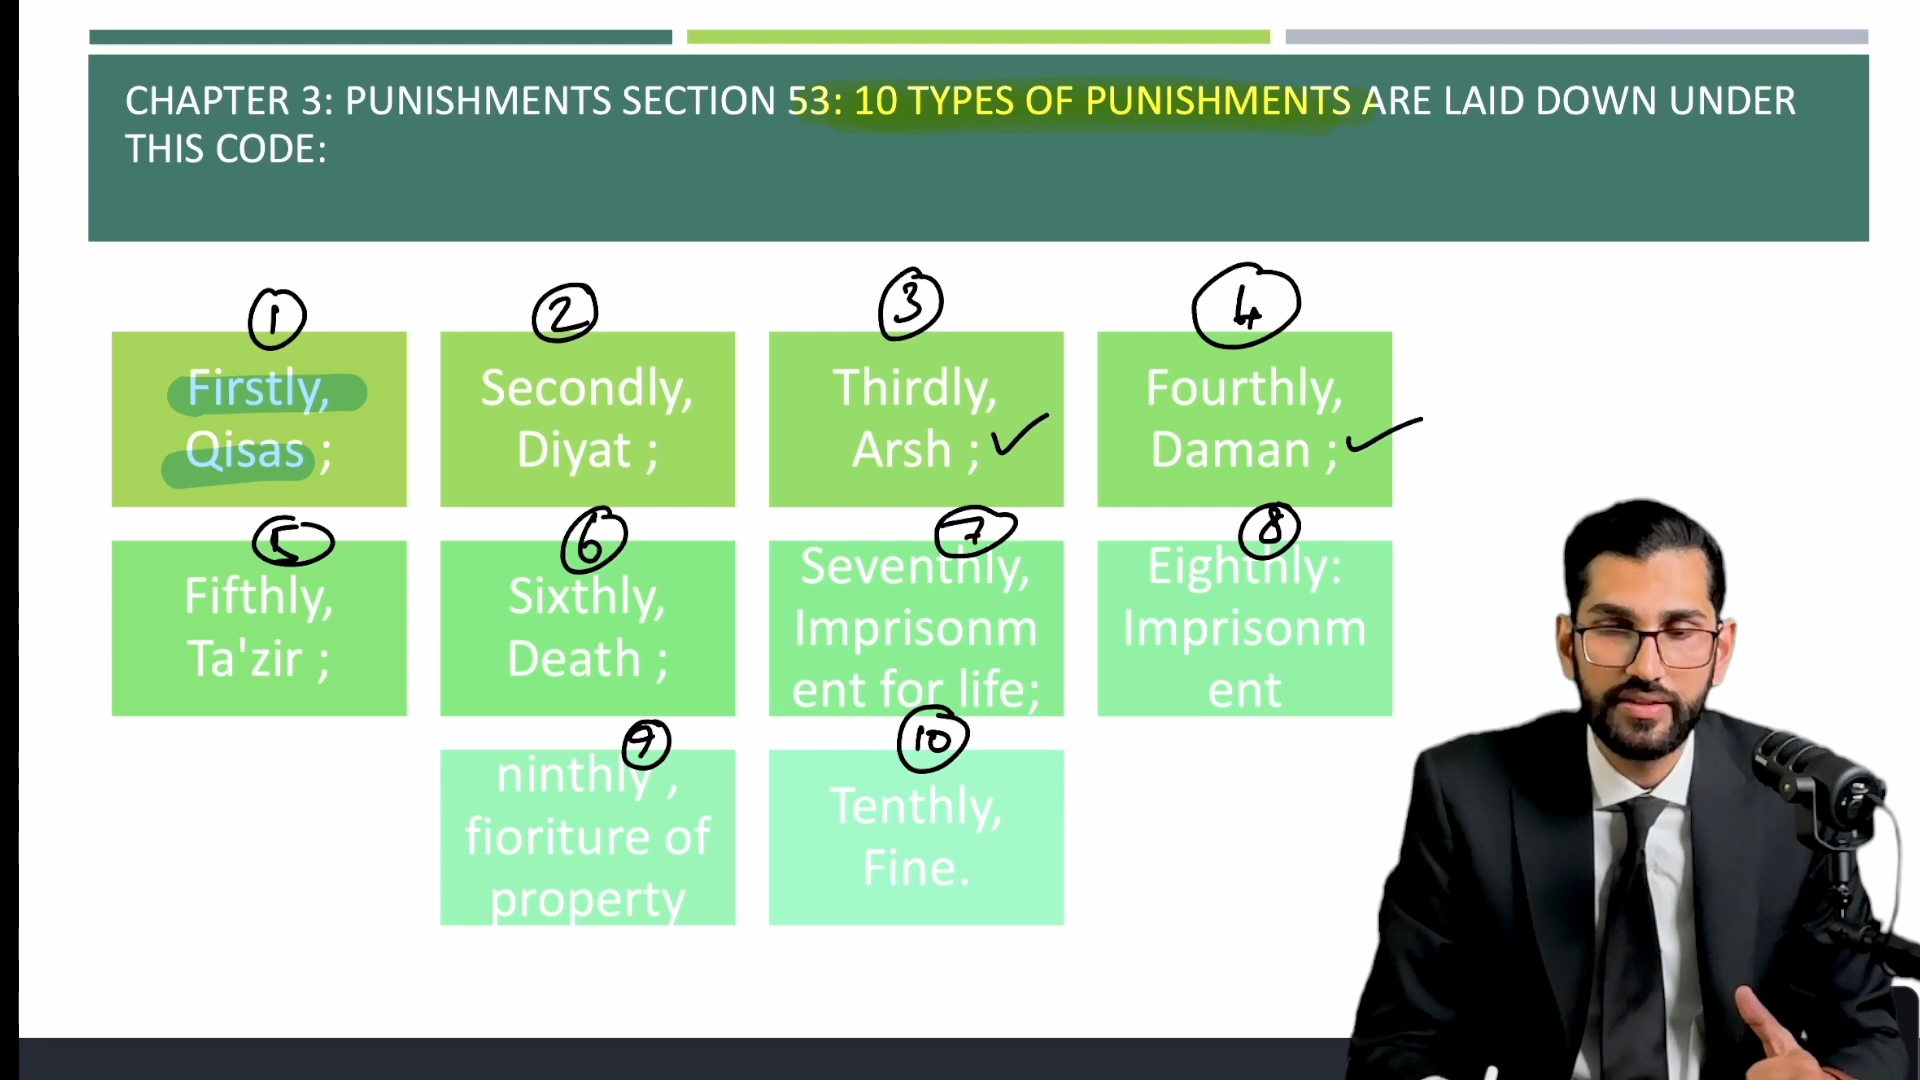 CHAPTER 3: PUNISHMENTS SECTION 53: 10 TYPES OF PUNISHMENTS ARE LAID DOWN UNDER
THIS CODE:
1
Firstly,
Qisas ;
2
Secondly,
Diyat ;
3
Thirdly,
Arsh ;
4
Fourthly,
Daman ;
5
Fifthly,
Ta'zir ;
6
Sixthly,
Death ;
7
Seventhly,
Imprisonm
ent for life;
8
Eighthly:
Imprisonm
ent
9
ninthly ,
fioriture of
property
10
Tenthly,
Fine.